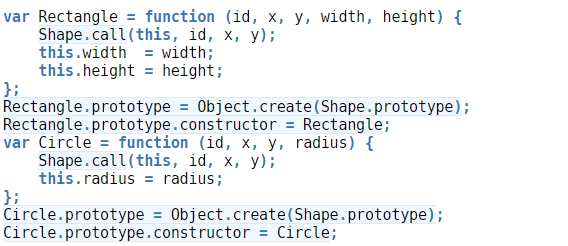 var Rectangle = function (id, x, y, width, height) {
    Shape.call(this, id, x, y);
    this.width  = width;
    this.height = height;
};
Rectangle.prototype = Object.create(Shape.prototype);
Rectangle.prototype.constructor = Rectangle;
var Circle = function (id, x, y, radius) {
    Shape.call(this, id, x, y);
    this.radius = radius;
};
Circle.prototype = Object.create(Shape.prototype);
Circle.prototype.constructor = Circle;